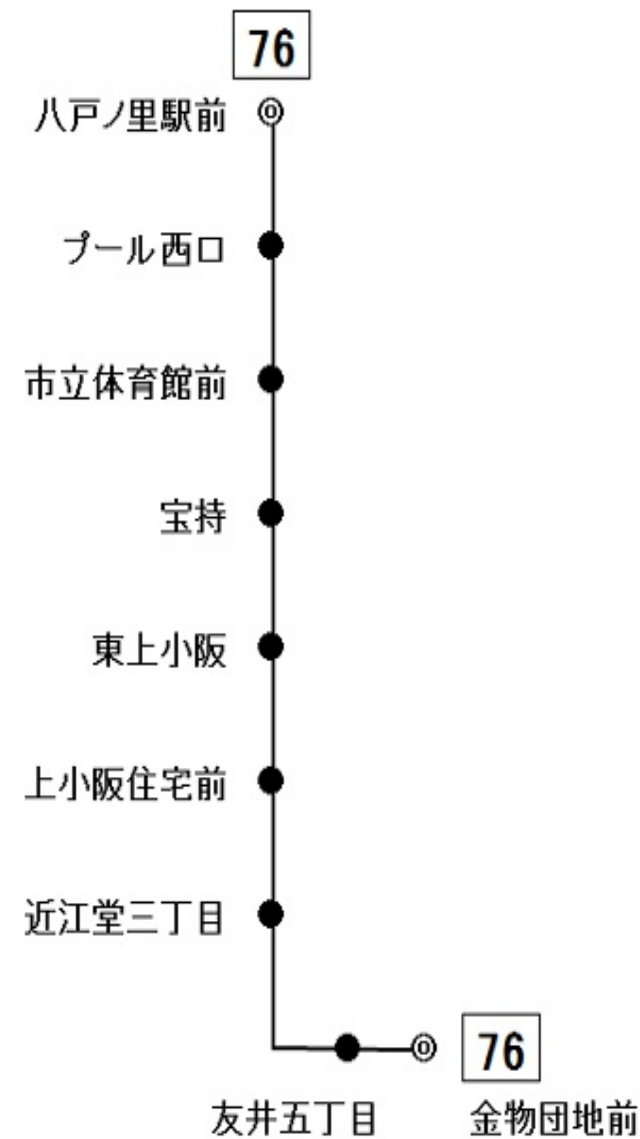 76
八戸ノ里駅前
プール西口
市立体育館前
宝持
東上小阪
上小阪住宅前
近江堂三丁目
76
友井五丁目
金物団地前